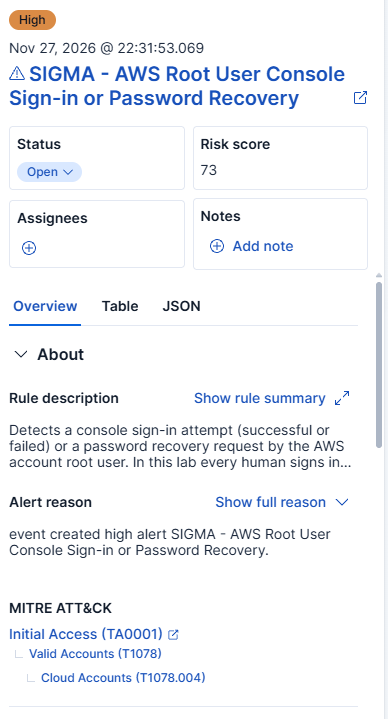 High
Nov 27, 2026 @ 22:31:53.069
SIGMA - AWS Root User Console
Sign-in or Password Recovery
Status
Open
Risk score
73
Assignees
Notes
Add note
Overview
Table
JSON
About
Rule description
Show rule summary
Detects a console sign-in attempt (successful or
failed) or a password recovery request by the AWS
account root user. In this lab every human signs in...
Alert reason
Show full reason
event created high alert SIGMA - AWS Root User
Console Sign-in or Password Recovery.
MITRE ATT&CK
Initial Access (TA0001)
Valid Accounts (T1078)
Cloud Accounts (T1078.004)